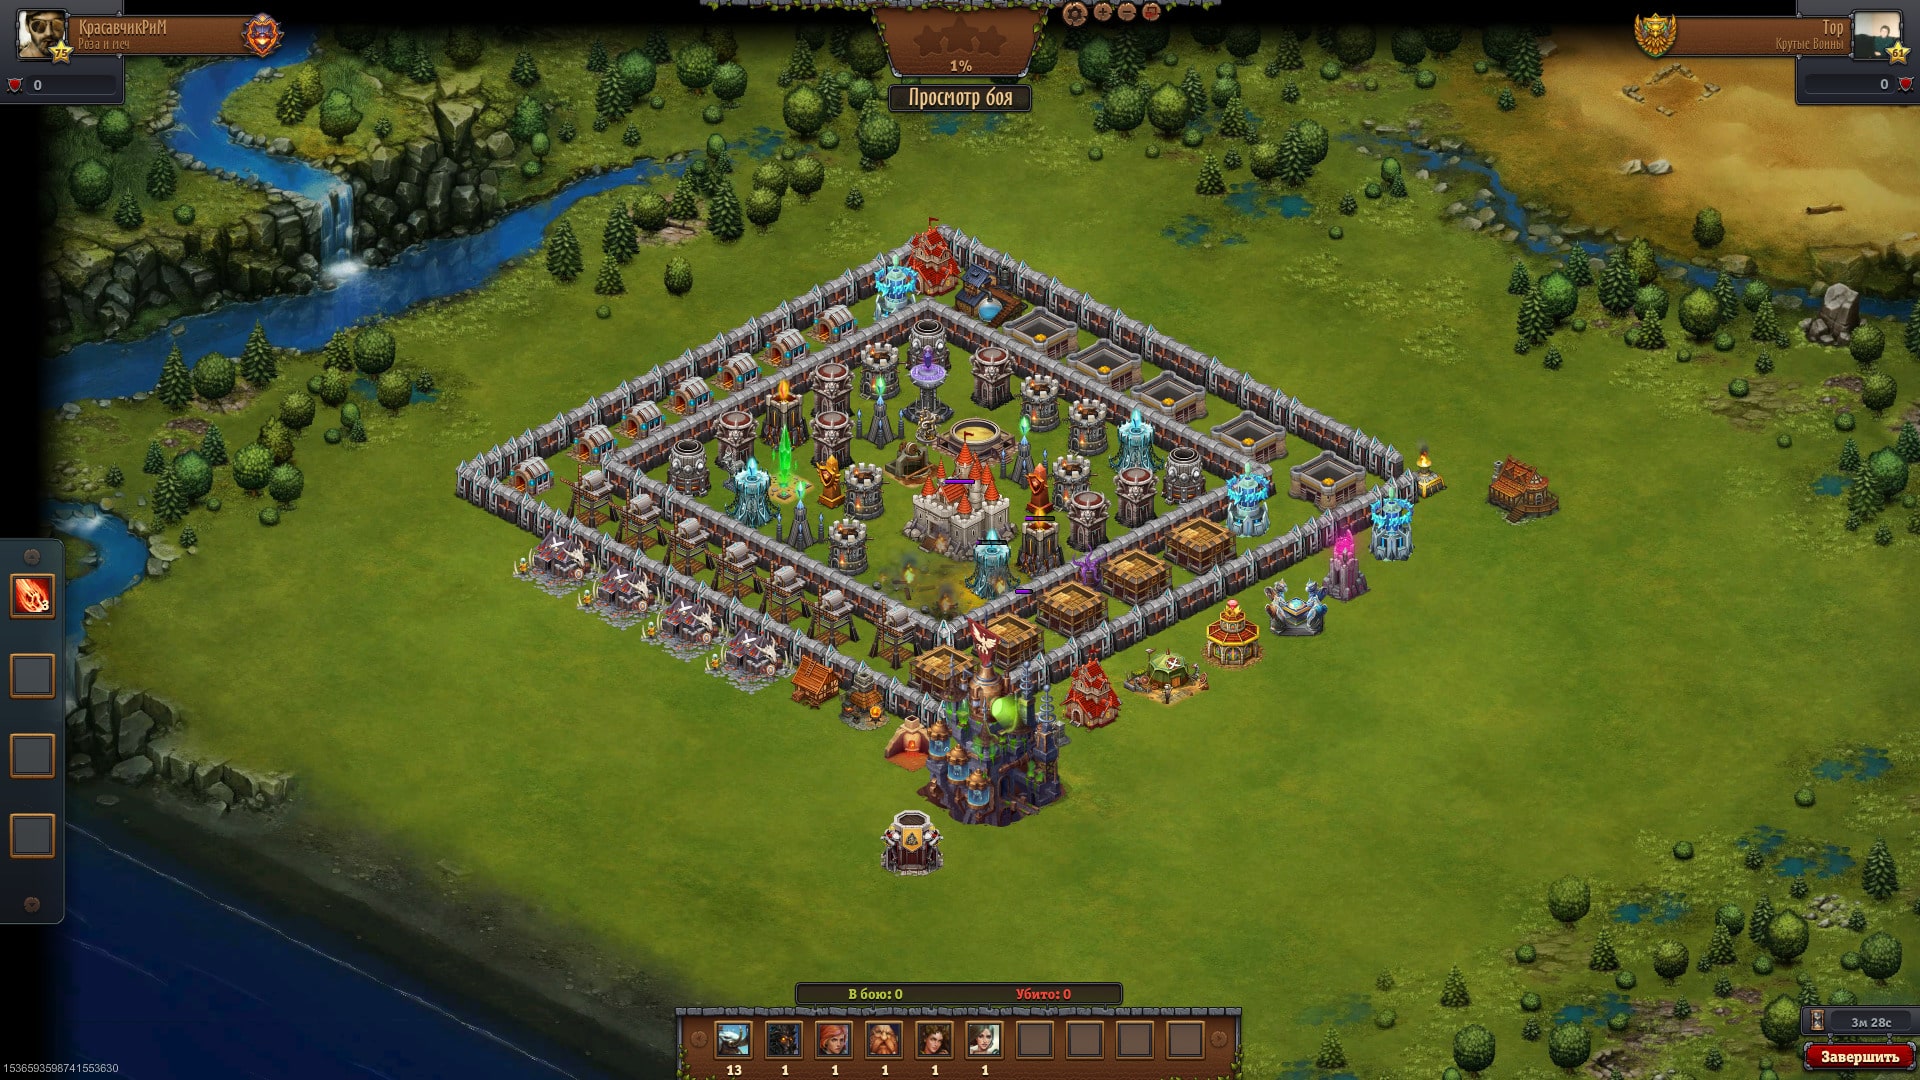 КрасавчикРиМ
Роза и меч
75
0
1%
Просмотр боя
Тор
Крутые Воины
61
0
3
В бою: 0
Убито: 0
13
1
1
1
1
1
3м 28с
Завершить
1536593598741553630